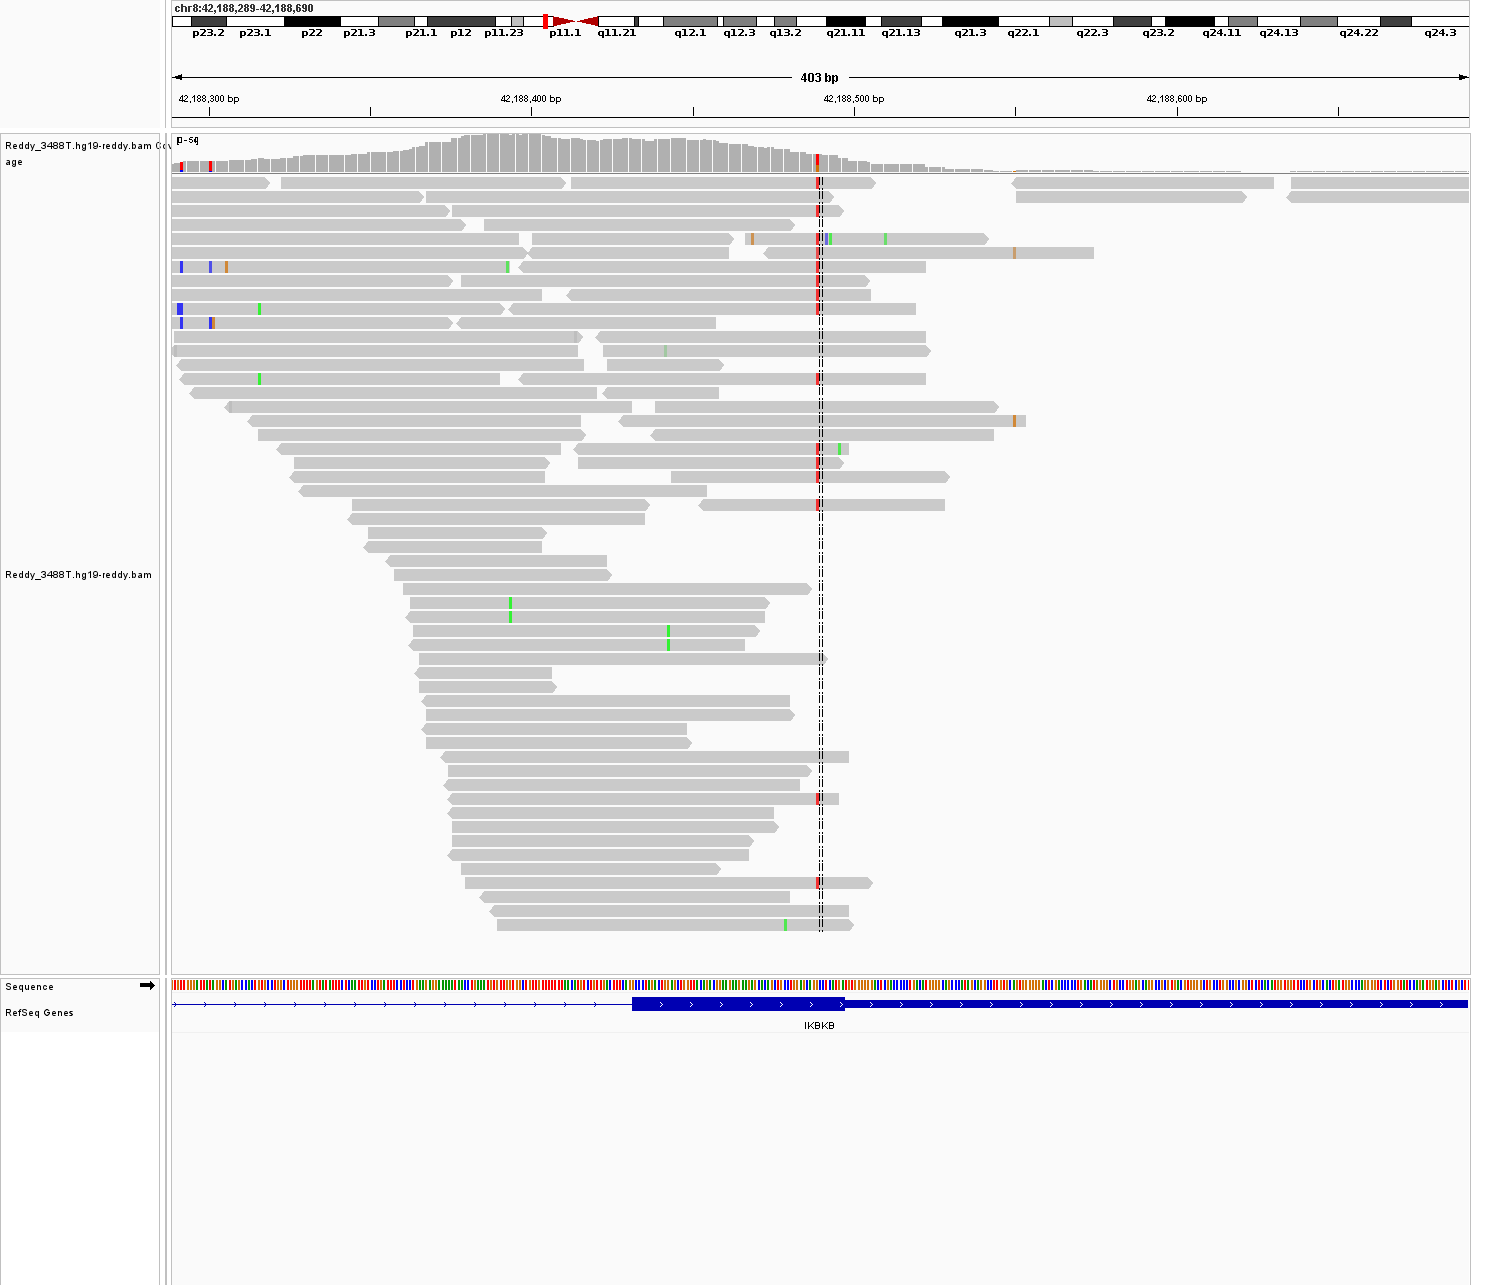 chr8:42,188,289-42,188,690
p23.2 p23.1 p22 p21.3 p21.1 p12 p11.23 p11.1 q11.21 q12.1 q12.3 q13.2 q21.11 q21.13 q21.3 q22.1 q22.3 q23.2 q24.11 q24.13 q24.22 q24.3
403 bp
42,188,300 bp 42,188,400 bp 42,188,500 bp 42,188,600 bp
[0-54]
Reddy_3488T.hg19-reddy.bam Cov
age
Reddy_3488T.hg19-reddy.bam
Sequence
RefSeq Genes
IKBKB